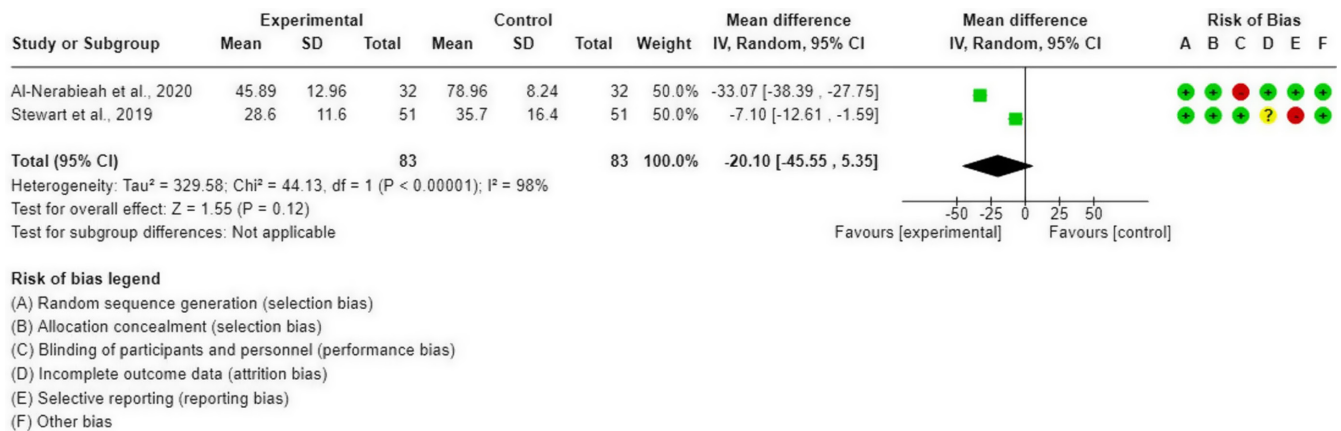 Experimental Control Mean difference Mean difference Risk of Bias
Study or Subgroup Mean SD Total Mean SD Total Weight IV, Random, 95% CI IV, Random, 95% CI A B C D E F
Al-Nerabieah et al., 2020 45.89 12.96 32 78.96 8.24 32 50.0% -33.07 [-38.39 , -27.75] + + - + + +
Stewart et al., 2019 28.6 11.6 51 35.7 16.4 51 50.0% -7.10 [-12.61 , -1.59] + + + ? - +
Total (95% CI) 83 83 100.0% -20.10 [-45.55 , 5.35]
Heterogeneity: Tau² = 329.58; Chi² = 44.13, df = 1 (P < 0.00001); I² = 98%
Test for overall effect: Z = 1.55 (P = 0.12)
-50 -25 0 25 50
Test for subgroup differences: Not applicable Favours [experimental] Favours [control]
Risk of bias legend
(A) Random sequence generation (selection bias)
(B) Allocation concealment (selection bias)
(C) Blinding of participants and personnel (performance bias)
(D) Incomplete outcome data (attrition bias)
(E) Selective reporting (reporting bias)
(F) Other bias